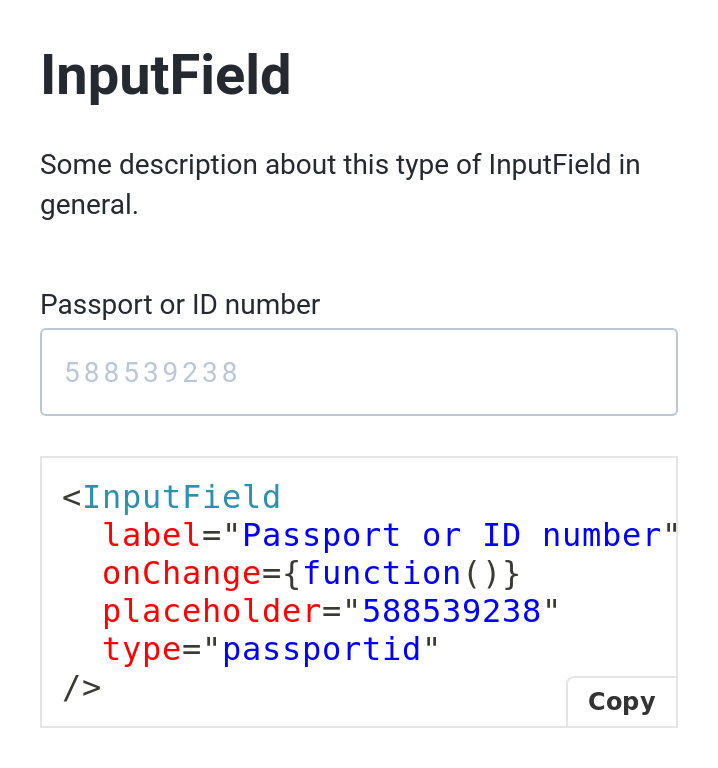 InputField
Some description about this type of InputField in
general.
Passport or ID number
588539238
<InputField
  label="Passport or ID number"
  onChange={function()}
  placeholder="588539238"
  type="passportid"
/>
Copy